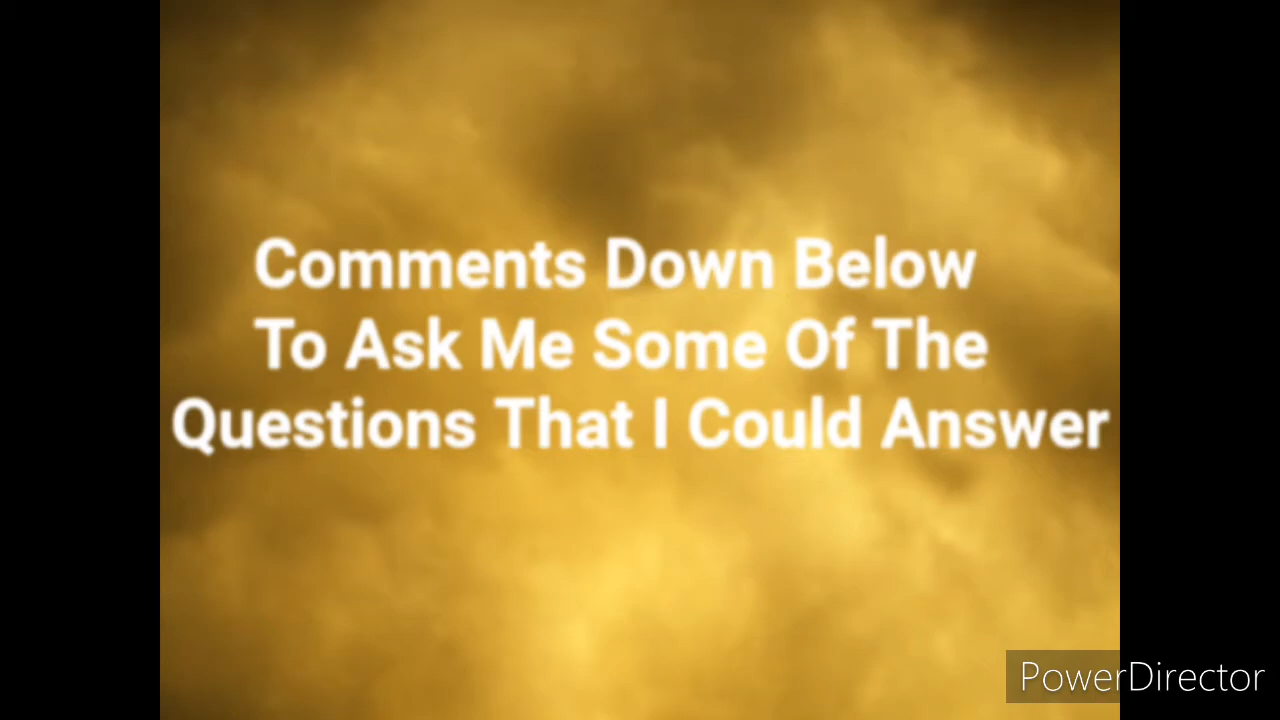 Comments Down Below
To Ask Me Some Of The
Questions That I Could Answer
PowerDirector